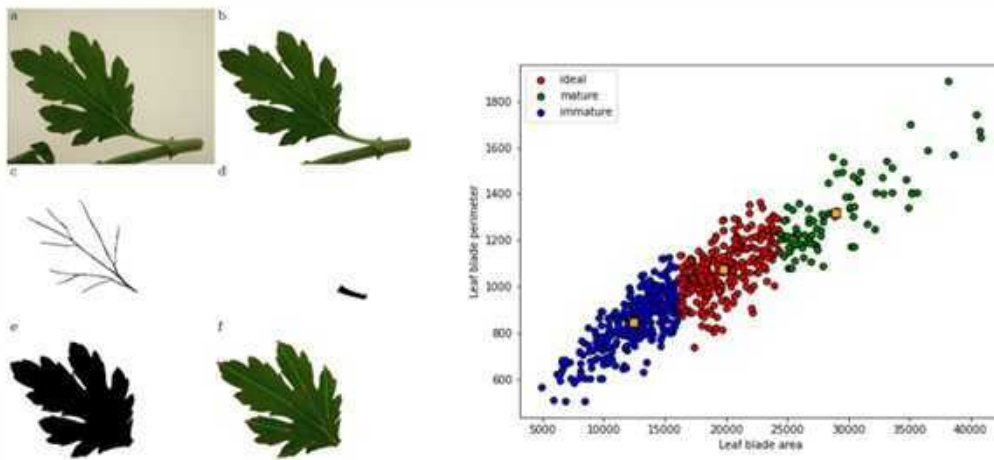 a
b
c
d
e
f
ideal
mature
immature
Leaf blade perimeter
1800
1600
1400
1200
1000
800
600
5000
10000
15000
20000
25000
30000
35000
40000
Leaf blade area